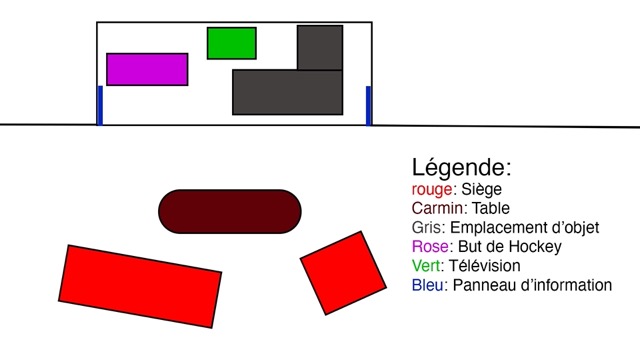 Légende:
rouge: Siège
Carmin: Table
Gris: Emplacement d'objet
Rose: But de Hockey
Vert: Télévision
Bleu: Panneau d'information